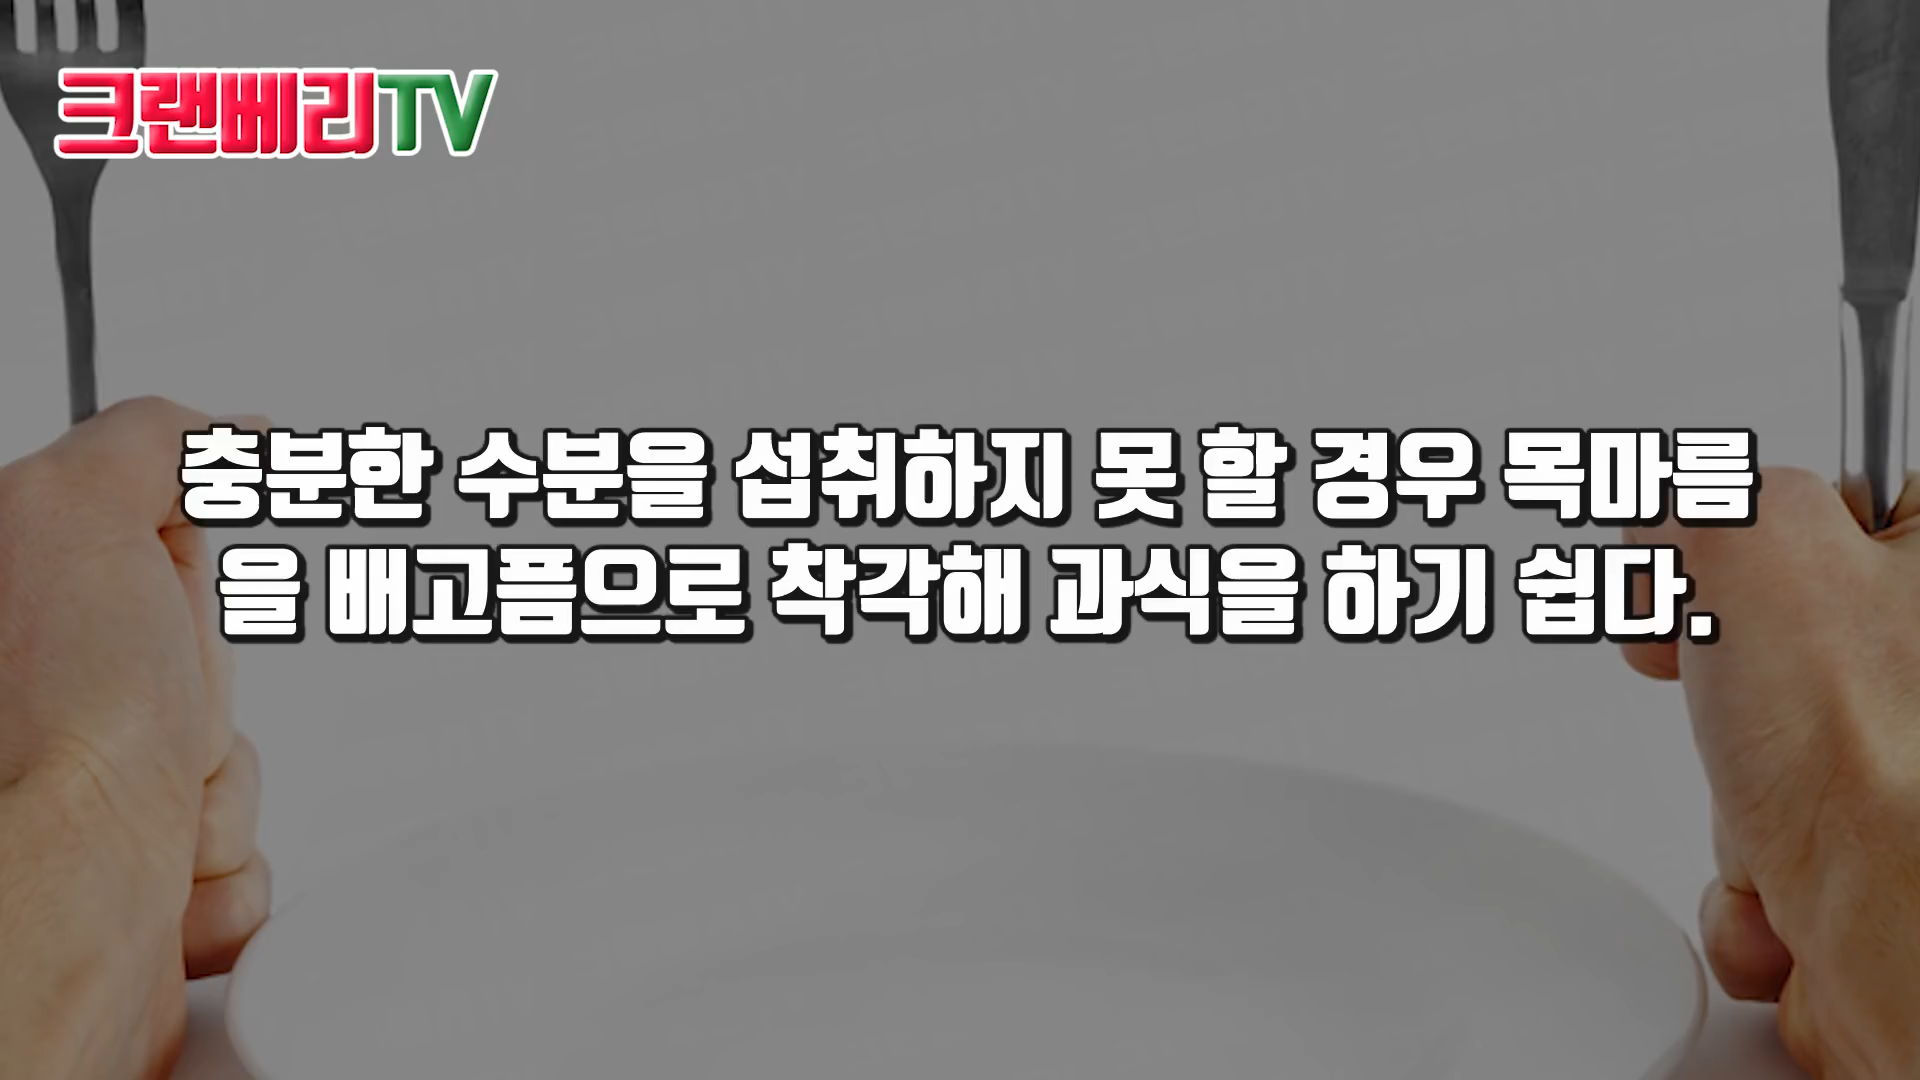 크랜베리TV
충분한 수분을 섭취하지 못 할 경우 목마름
을 배고픔으로 착각해 과식을 하기 쉽다.